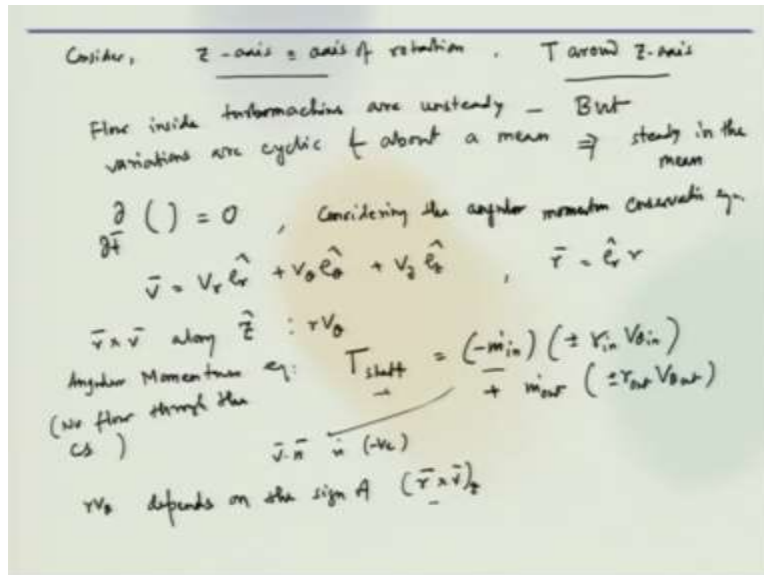 Consider, z-axis = axis of rotation. T around z-axis
Flow inside turbomachine are unsteady – But
variations are cyclic & about a mean ⇒ steady in the
mean
∂/∂t ( ) = 0 , Considering the angular momentum conservatn eqn.
v̄ = Vr êr + Vθ êθ + Vz êz , r̄ = êr r
r̄ × v̄ along ẑ : rVθ
Angular Momentum eq: T shaft = (-ṁin) (± rin Vθin)
+ ṁout (± rout Vθout)
(No flow through the
CS )
v̄·n̄ is (-ve)
rVθ depends on the sign of (r̄ × v̄)z